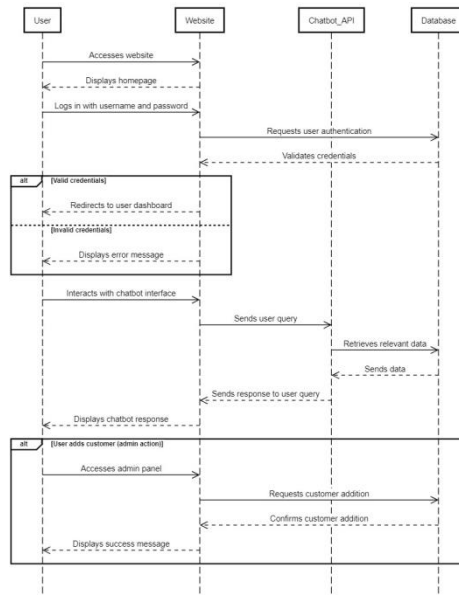 User Website Chatbot_API Database
Accesses website
Displays homepage
Logs in with username and password
Requests user authentication
Validates credentials
alt [Valid credentials]
Redirects to user dashboard
[Invalid credentials]
Displays error message
Interacts with chatbot interface
Sends user query
Retrieves relevant data
Sends data
Sends response to user query
Displays chatbot response
alt [User adds customer (admin action)]
Accesses admin panel
Requests customer addition
Confirms customer addition
Displays success message